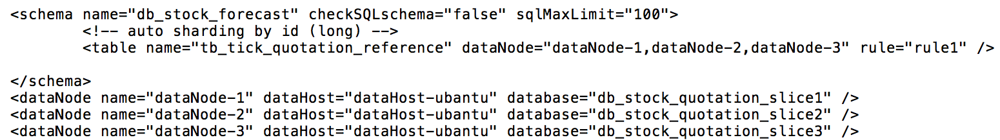 <schema name="db_stock_forecast" checkSQLschema="false" sqlMaxLimit="100">
<!-- auto sharding by id (long) -->
<table name="tb_tick_quotation_reference" dataNode="dataNode-1,dataNode-2,dataNode-3" rule="rule1" />
</schema>
<dataNode name="dataNode-1" dataHost="dataHost-ubantu" database="db_stock_quotation_slice1" />
<dataNode name="dataNode-2" dataHost="dataHost-ubantu" database="db_stock_quotation_slice2" />
<dataNode name="dataNode-3" dataHost="dataHost-ubantu" database="db_stock_quotation_slice3" />